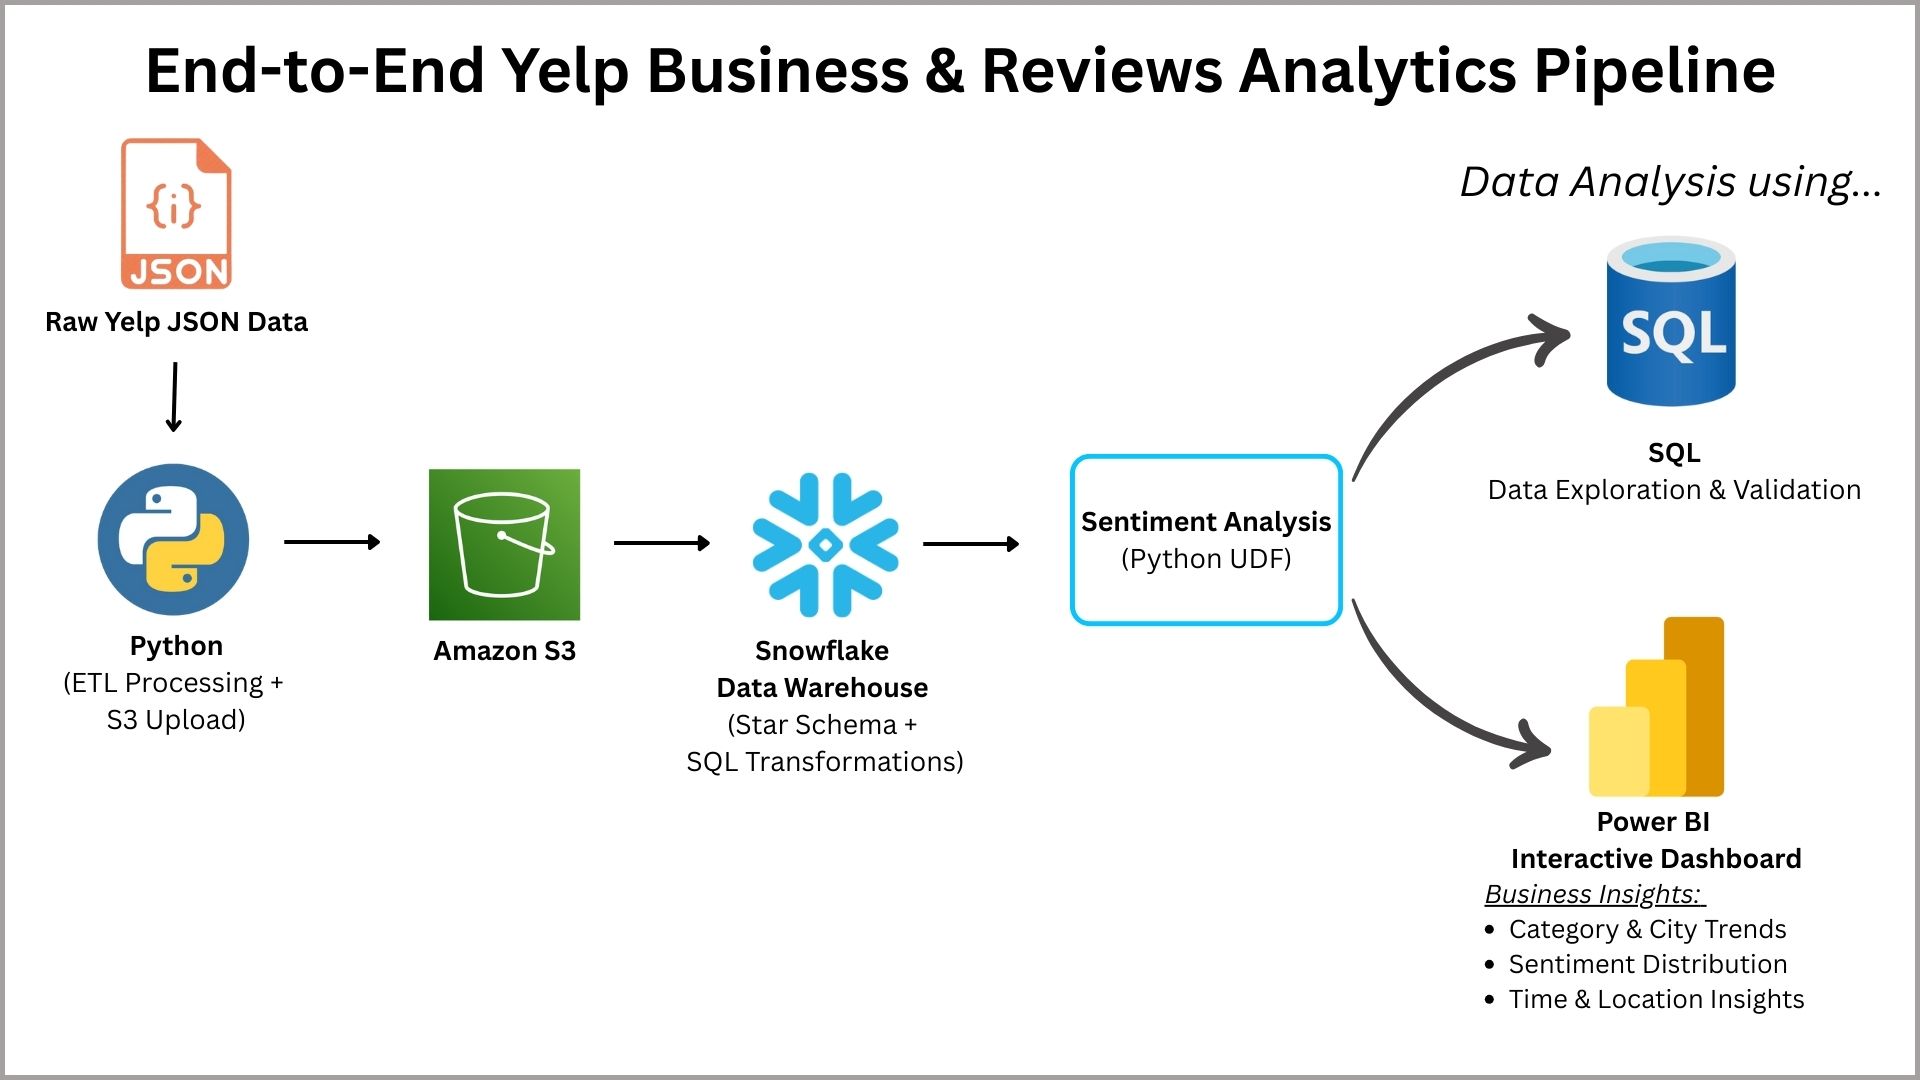 End-to-End Yelp Business & Reviews Analytics Pipeline
{i}
JSON
Raw Yelp JSON Data
Python
(ETL Processing +
S3 Upload)
Amazon S3
Snowflake
Data Warehouse
(Star Schema +
SQL Transformations)
Sentiment Analysis
(Python UDF)
Data Analysis using...
SQL
SQL
Data Exploration & Validation
Power BI
Interactive Dashboard
Business Insights:
• Category & City Trends
• Sentiment Distribution
• Time & Location Insights